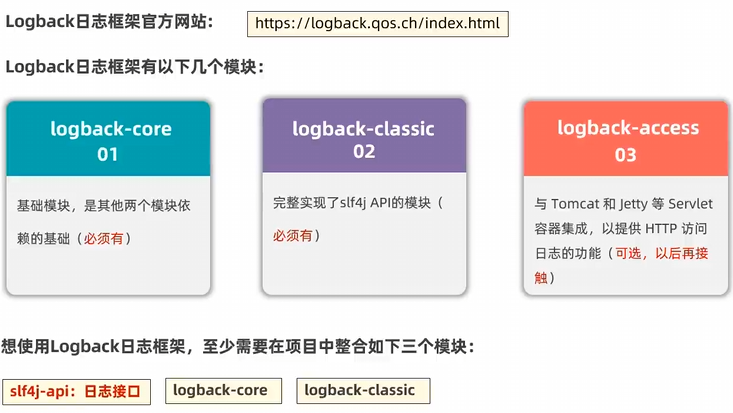 Logback日志框架官方网站：
https://logback.qos.ch/index.html
Logback日志框架有以下几个模块：
logback-core
01
基础模块，是其他两个模块依
赖的基础（必须有）
logback-classic
02
完整实现了slf4j API的模块（
必须有）
logback-access
03
与 Tomcat 和 Jetty 等 Servlet
容器集成，以提供 HTTP 访问
日志的功能（可选，以后再接
触）
想使用Logback日志框架，至少需要在项目中整合如下三个模块：
slf4j-api：日志接口
logback-core
logback-classic